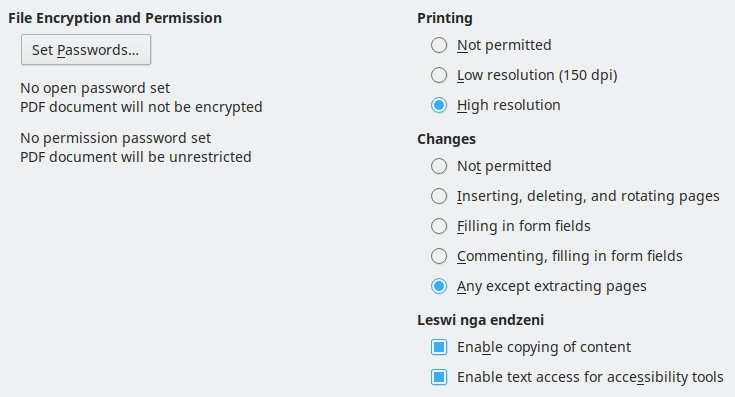 File Encryption and Permission
Set Passwords...
No open password set
PDF document will not be encrypted
No permission password set
PDF document will be unrestricted
Printing
Not permitted
Low resolution (150 dpi)
High resolution
Changes
Not permitted
Inserting, deleting, and rotating pages
Filling in form fields
Commenting, filling in form fields
Any except extracting pages
Leswi nga endzeni
Enable copying of content
Enable text access for accessibility tools